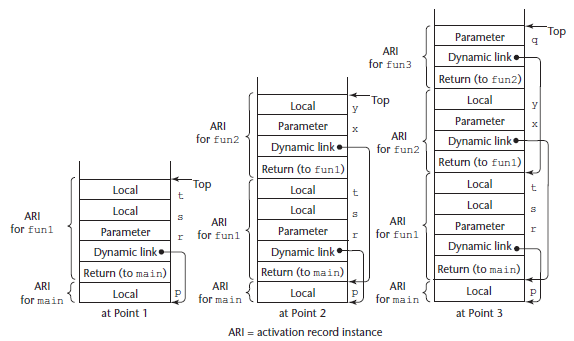 Top
Parameter q
ARI
for fun3
Dynamic link
Return (to fun2)
Top
Local y
Local y
Parameter x
ARI
for fun2
Parameter x
ARI
for fun2
Dynamic link
Dynamic link
Return (to fun1)
Return (to fun1)
Top
Local t
Local t
Local t
Local s
Local s
Local s
ARI
for fun1
Parameter r
ARI
for fun1
Parameter r
ARI
for fun1
Parameter r
Dynamic link
Dynamic link
Dynamic link
Return (to main)
Return (to main)
Return (to main)
ARI
for main
Local p
ARI
for main
Local p
ARI
for main
Local p
at Point 1
at Point 2
at Point 3
ARI = activation record instance